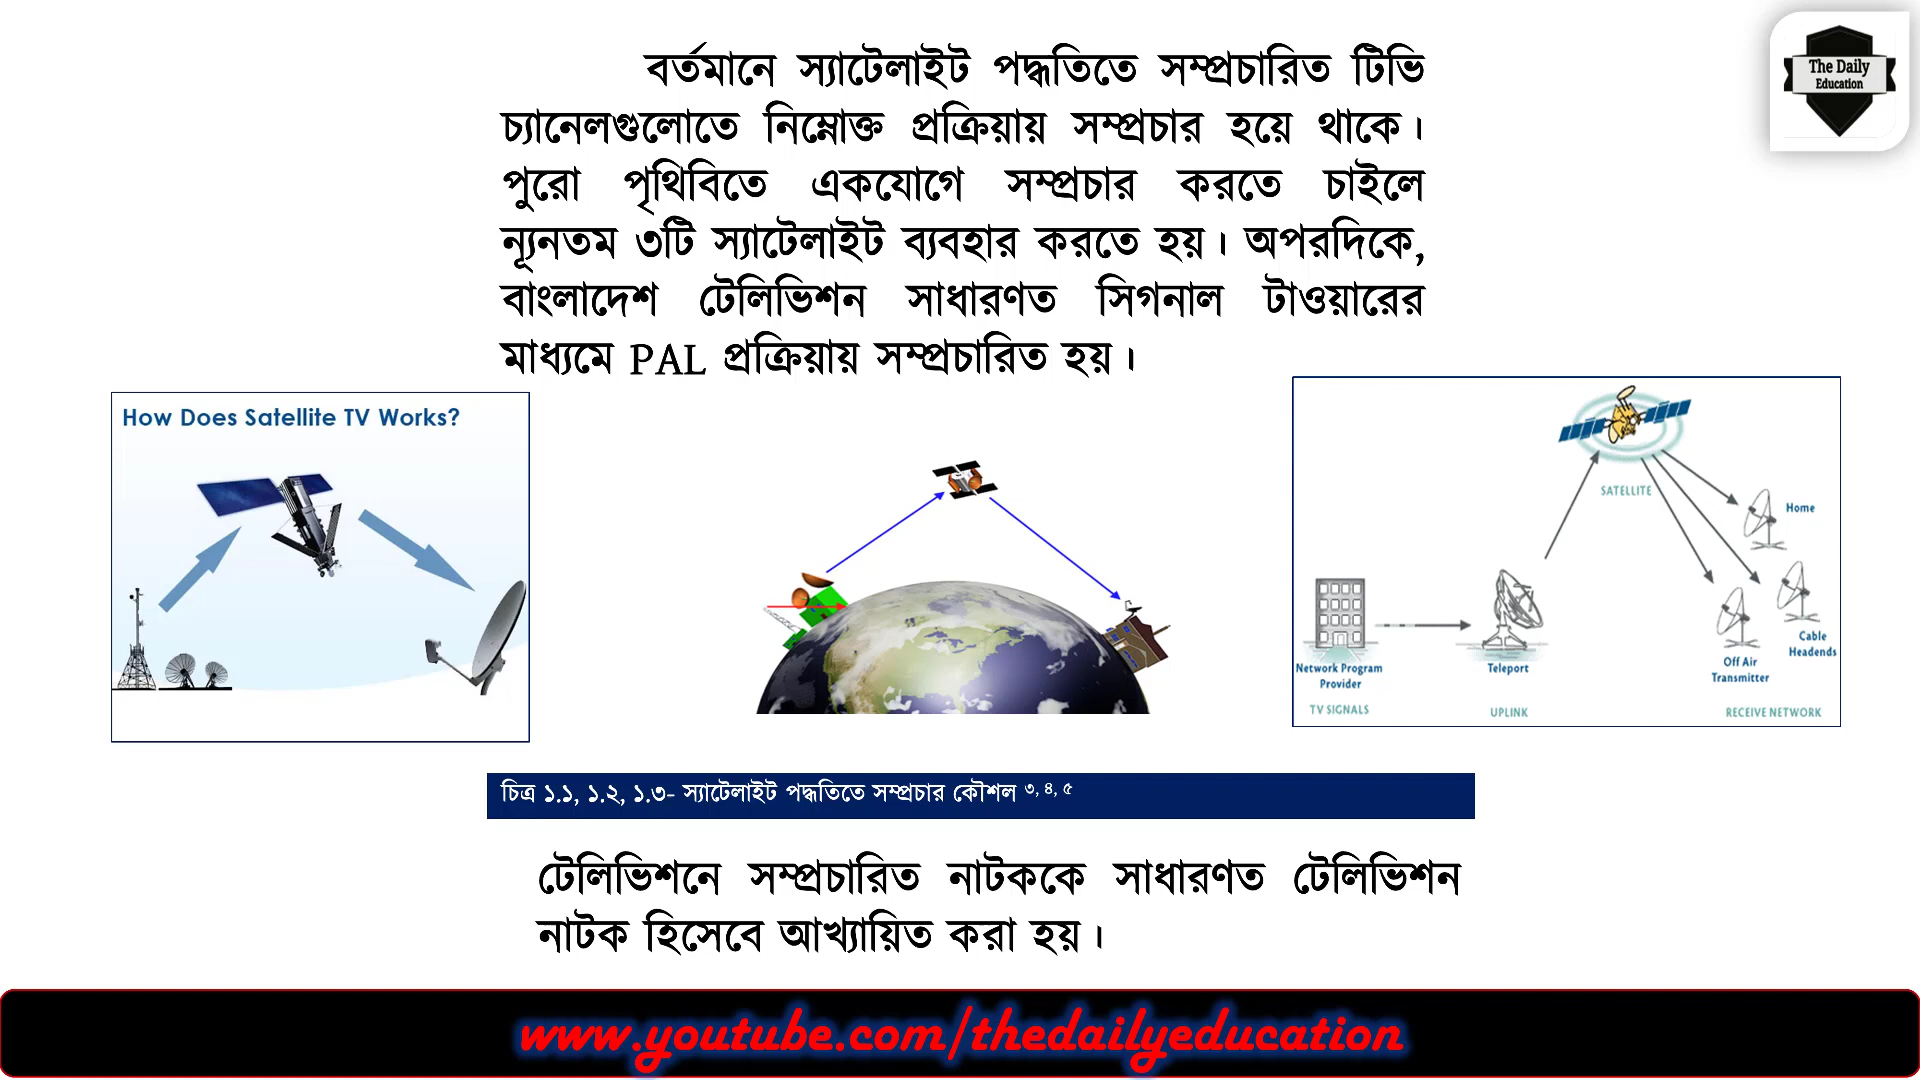 The Daily
Education
বর্তমানে স্যাটেলাইট পদ্ধতিতে সম্প্রচারিত টিভি
চ্যানেলগুলোতে নিম্নোক্ত প্রক্রিয়ায় সম্প্রচার হয়ে থাকে।
পুরো পৃথিবিতে একযোগে সম্প্রচার করতে চাইলে
ন্যূনতম ৩টি স্যাটেলাইট ব্যবহার করতে হয়। অপরদিকে,
বাংলাদেশ টেলিভিশন সাধারণত সিগনাল টাওয়ারের
মাধ্যমে PAL প্রক্রিয়ায় সম্প্রচারিত হয়।
How Does Satellite TV Works?
SATELLITE
Home
Cable
Headends
Off Air
Transmitter
Teleport
Network Program
Provider
TV SIGNALS
UPLINK
RECEIVE NETWORK
চিত্র ১.১, ১.২, ১.৩- স্যাটেলাইট পদ্ধতিতে সম্প্রচার কৌশল ৩, ৪, ৫
টেলিভিশনে সম্প্রচারিত নাটককে সাধারণত টেলিভিশন
নাটক হিসেবে আখ্যায়িত করা হয়।
www.youtube.com/thedailyeducation